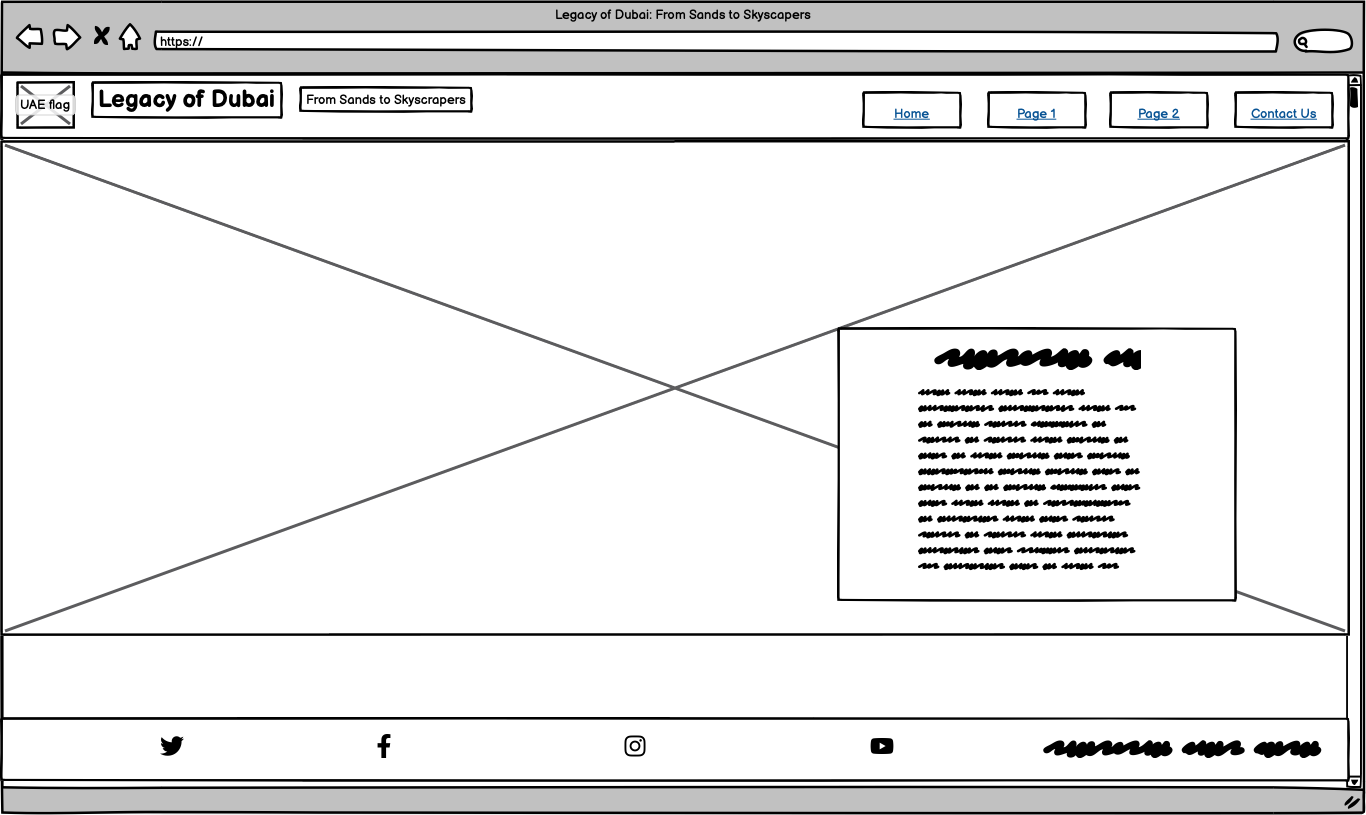 Legacy of Dubai: From Sands to Skyscapers
https://
UAE flag
Legacy of Dubai
From Sands to Skyscrapers
Home
Page 1
Page 2
Contact Us